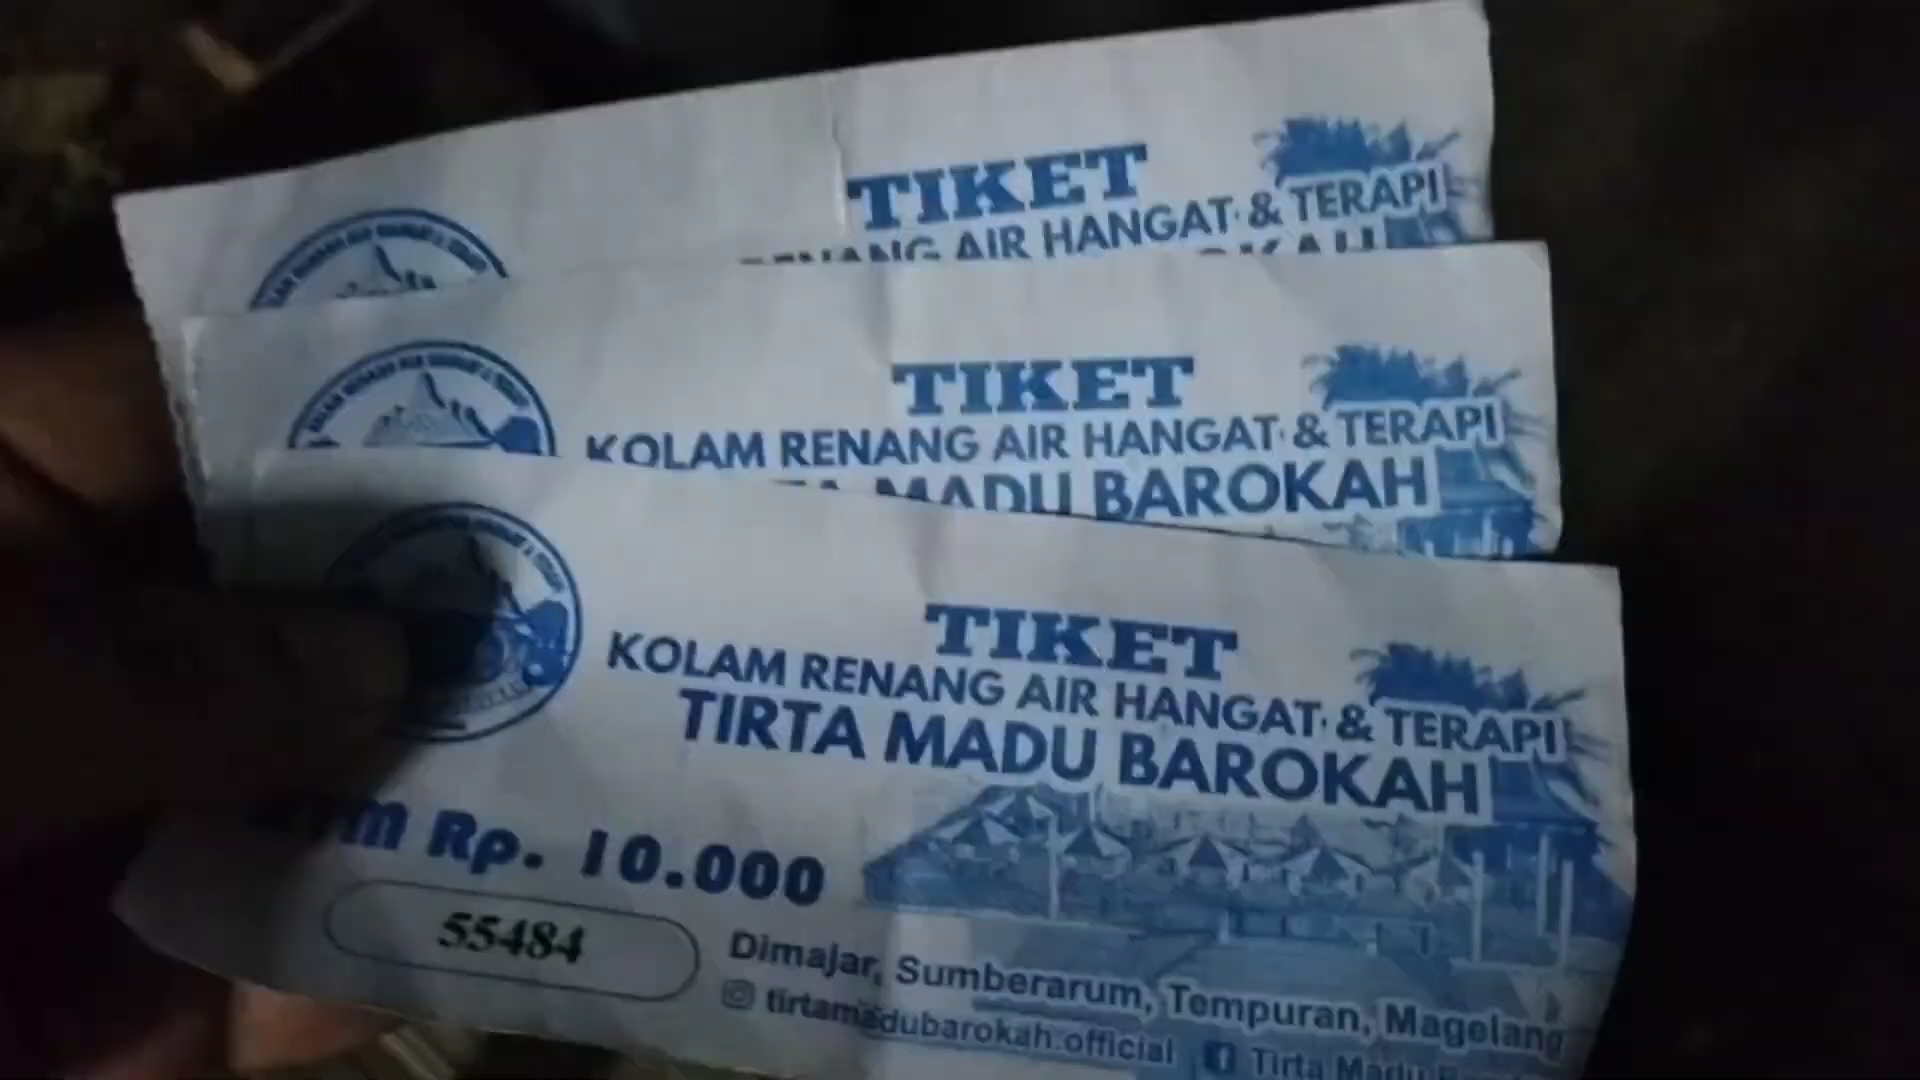 TIKET
RENANG AIR HANGAT & TERAPI
TIKET
KOLAM RENANG AIR HANGAT & TERAPI
MADU BAROKAH
TIKET
KOLAM RENANG AIR HANGAT & TERAPI
TIRTA MADU BAROKAH
Rp. 10.000
55484
Dimajar, Sumberarum, Tempuran, Magelang
tirtamadubarokah.official
Tirta Madu